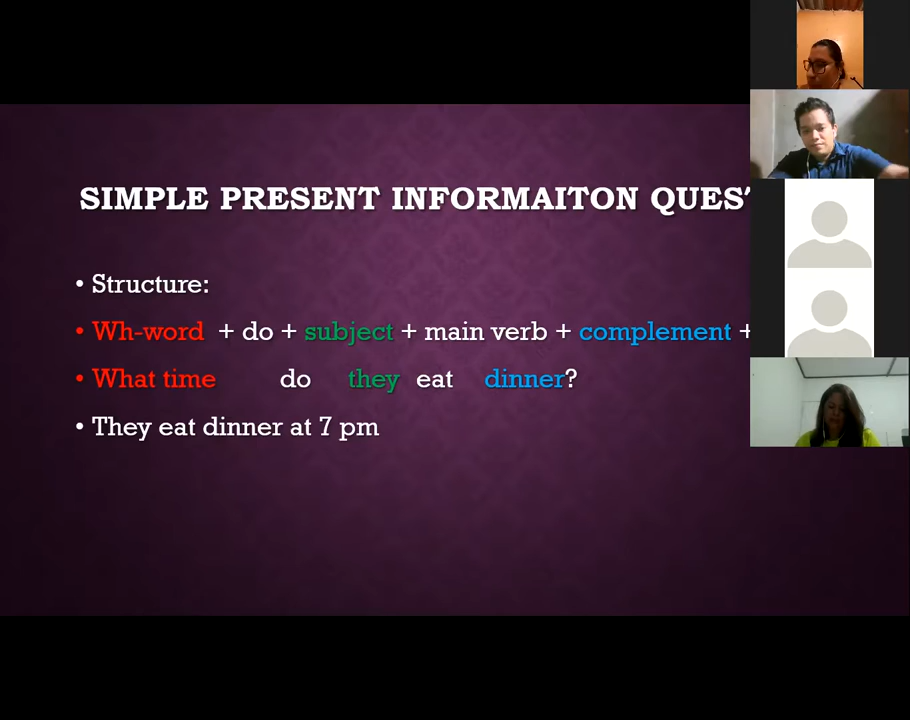 SIMPLE PRESENT INFORMAITON QUEST
• Structure:
• Wh-word + do + subject + main verb + complement +
• What time do they eat dinner?
• They eat dinner at 7 pm